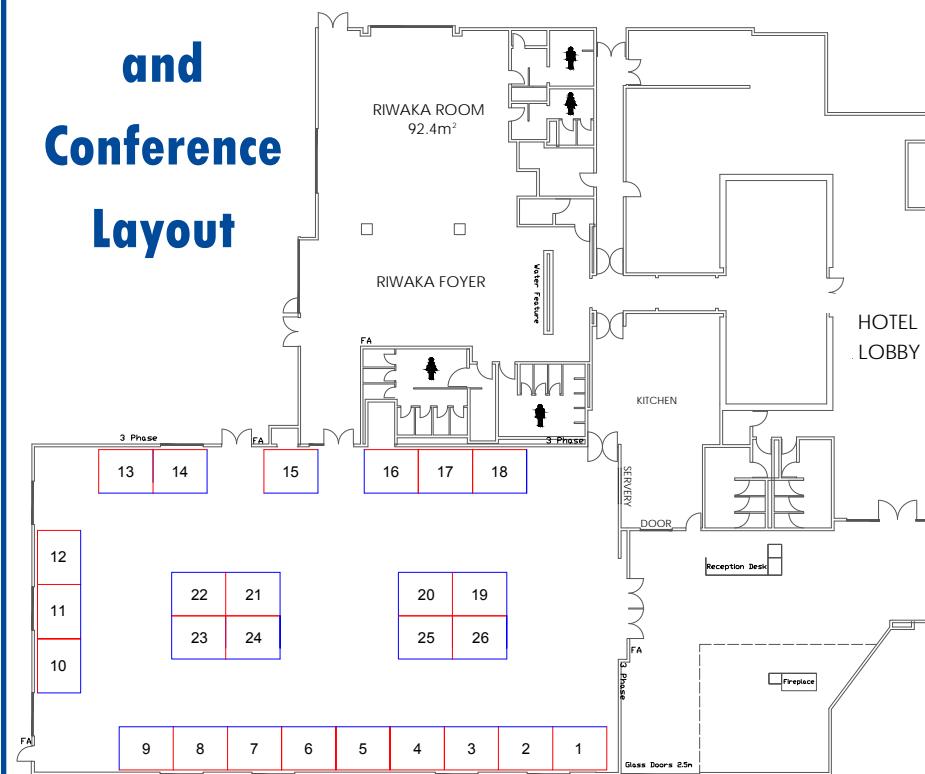 and
Conference
Layout
RIWAKA ROOM
92.4m²
RIWAKA FOYER
Water Feature
HOTEL
LOBBY
FA
KITCHEN
3 Phase
FA
3 Phase
SERVERY
DOOR
13 14 15 16 17 18
12
11
10
22 21
23 24
20 19
25 26
Reception Desk
FA
3 Phase
Fireplace
FA
9 8 7 6 5 4 3 2 1
Glass Doors 2.5m